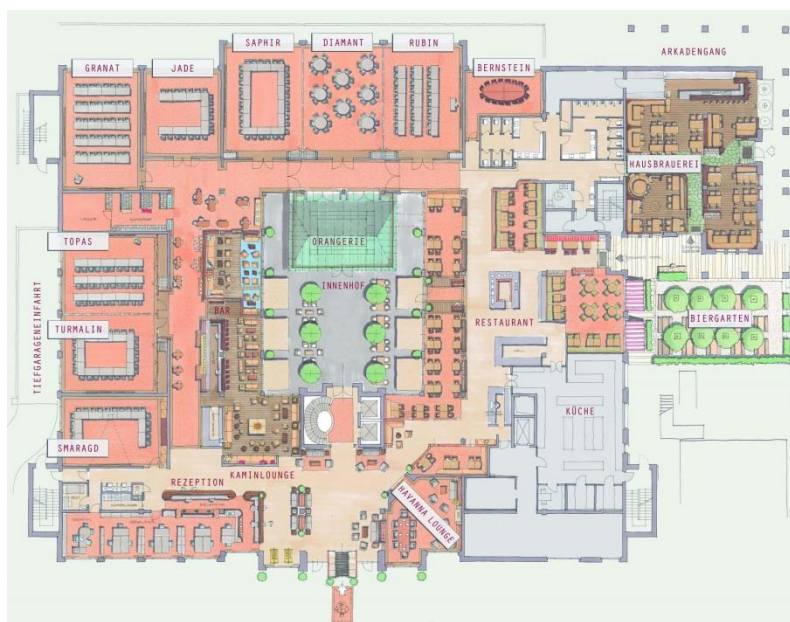 SAPHIR
DIAMANT
RUBIN
ARKADENGANG
GRANAT
JADE
BERNSTEIN
HAUSBRAUEREI
TOPAS
ORANGERIE
INNENHOF
TIEFGARAGENEINFAHRT
BAR
RESTAURANT
BIERGARTEN
TURMALIN
KÜCHE
SMARAGD
KAMINLOUNGE
REZEPTION
HAVANNA LOUNGE